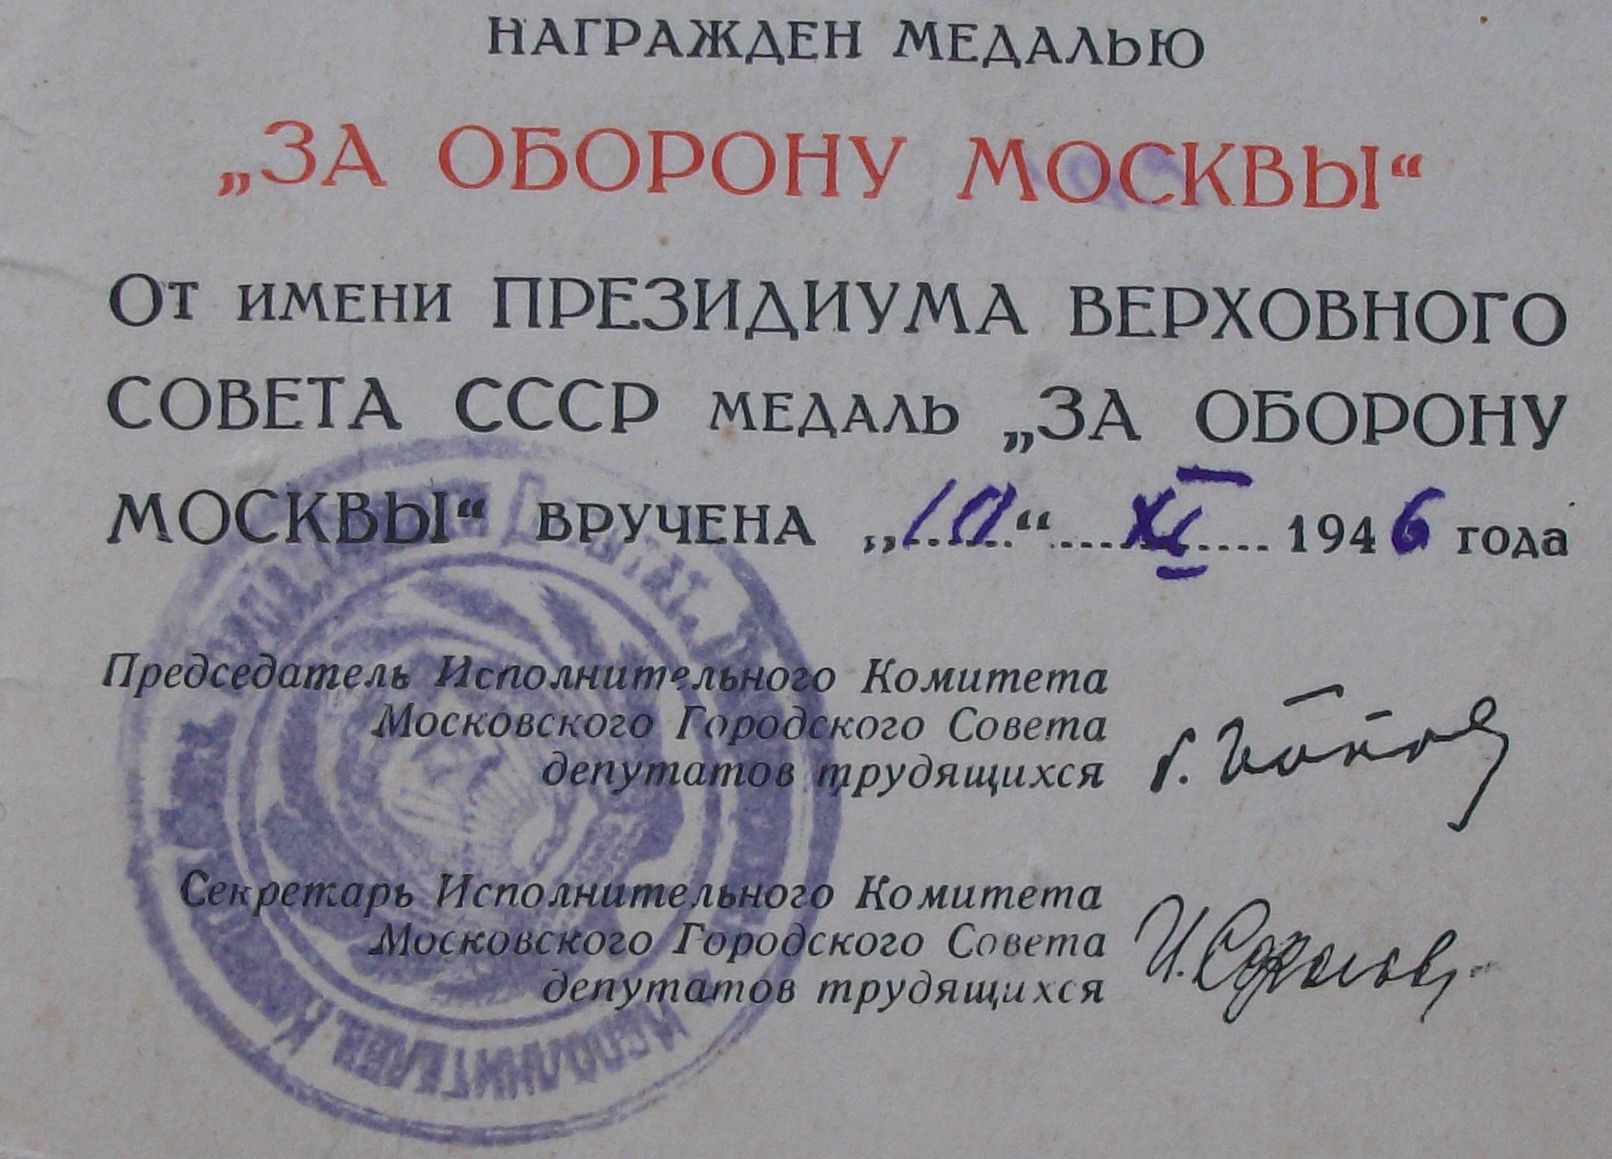 НАГРАЖДЕН МЕДАЛЬЮ
„ЗА ОБОРОНУ МОСКВЫ“
От имени ПРЕЗИДИУМА ВЕРХОВНОГО
СОВЕТА СССР медаль „ЗА ОБОРОНУ
МОСКВЫ“ вручена „10“ XI 1946 года
Председатель Исполнительного Комитета
Московского Городского Совета
депутатов трудящихся
Г. Попов
Секретарь Исполнительного Комитета
Московского Городского Совета
депутатов трудящихся